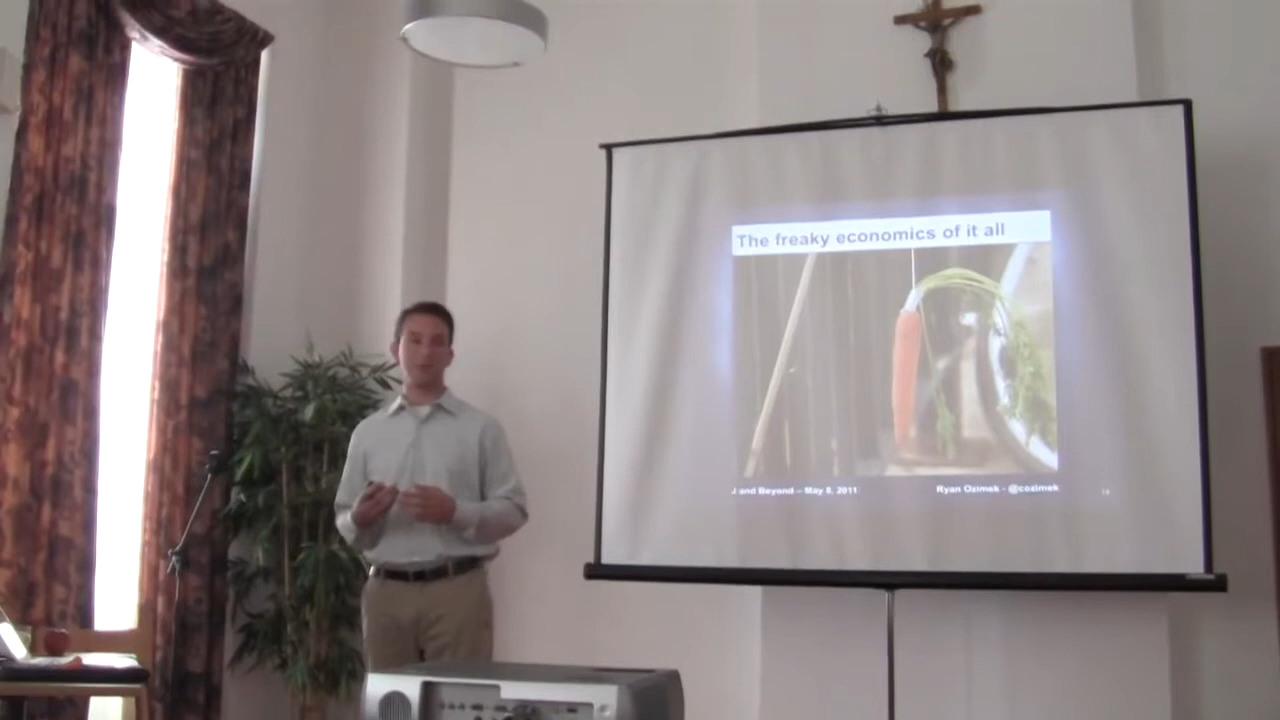 The freaky economics of it all
J and Beyond – May 8, 2011
Ryan Ozimek - @cozimek